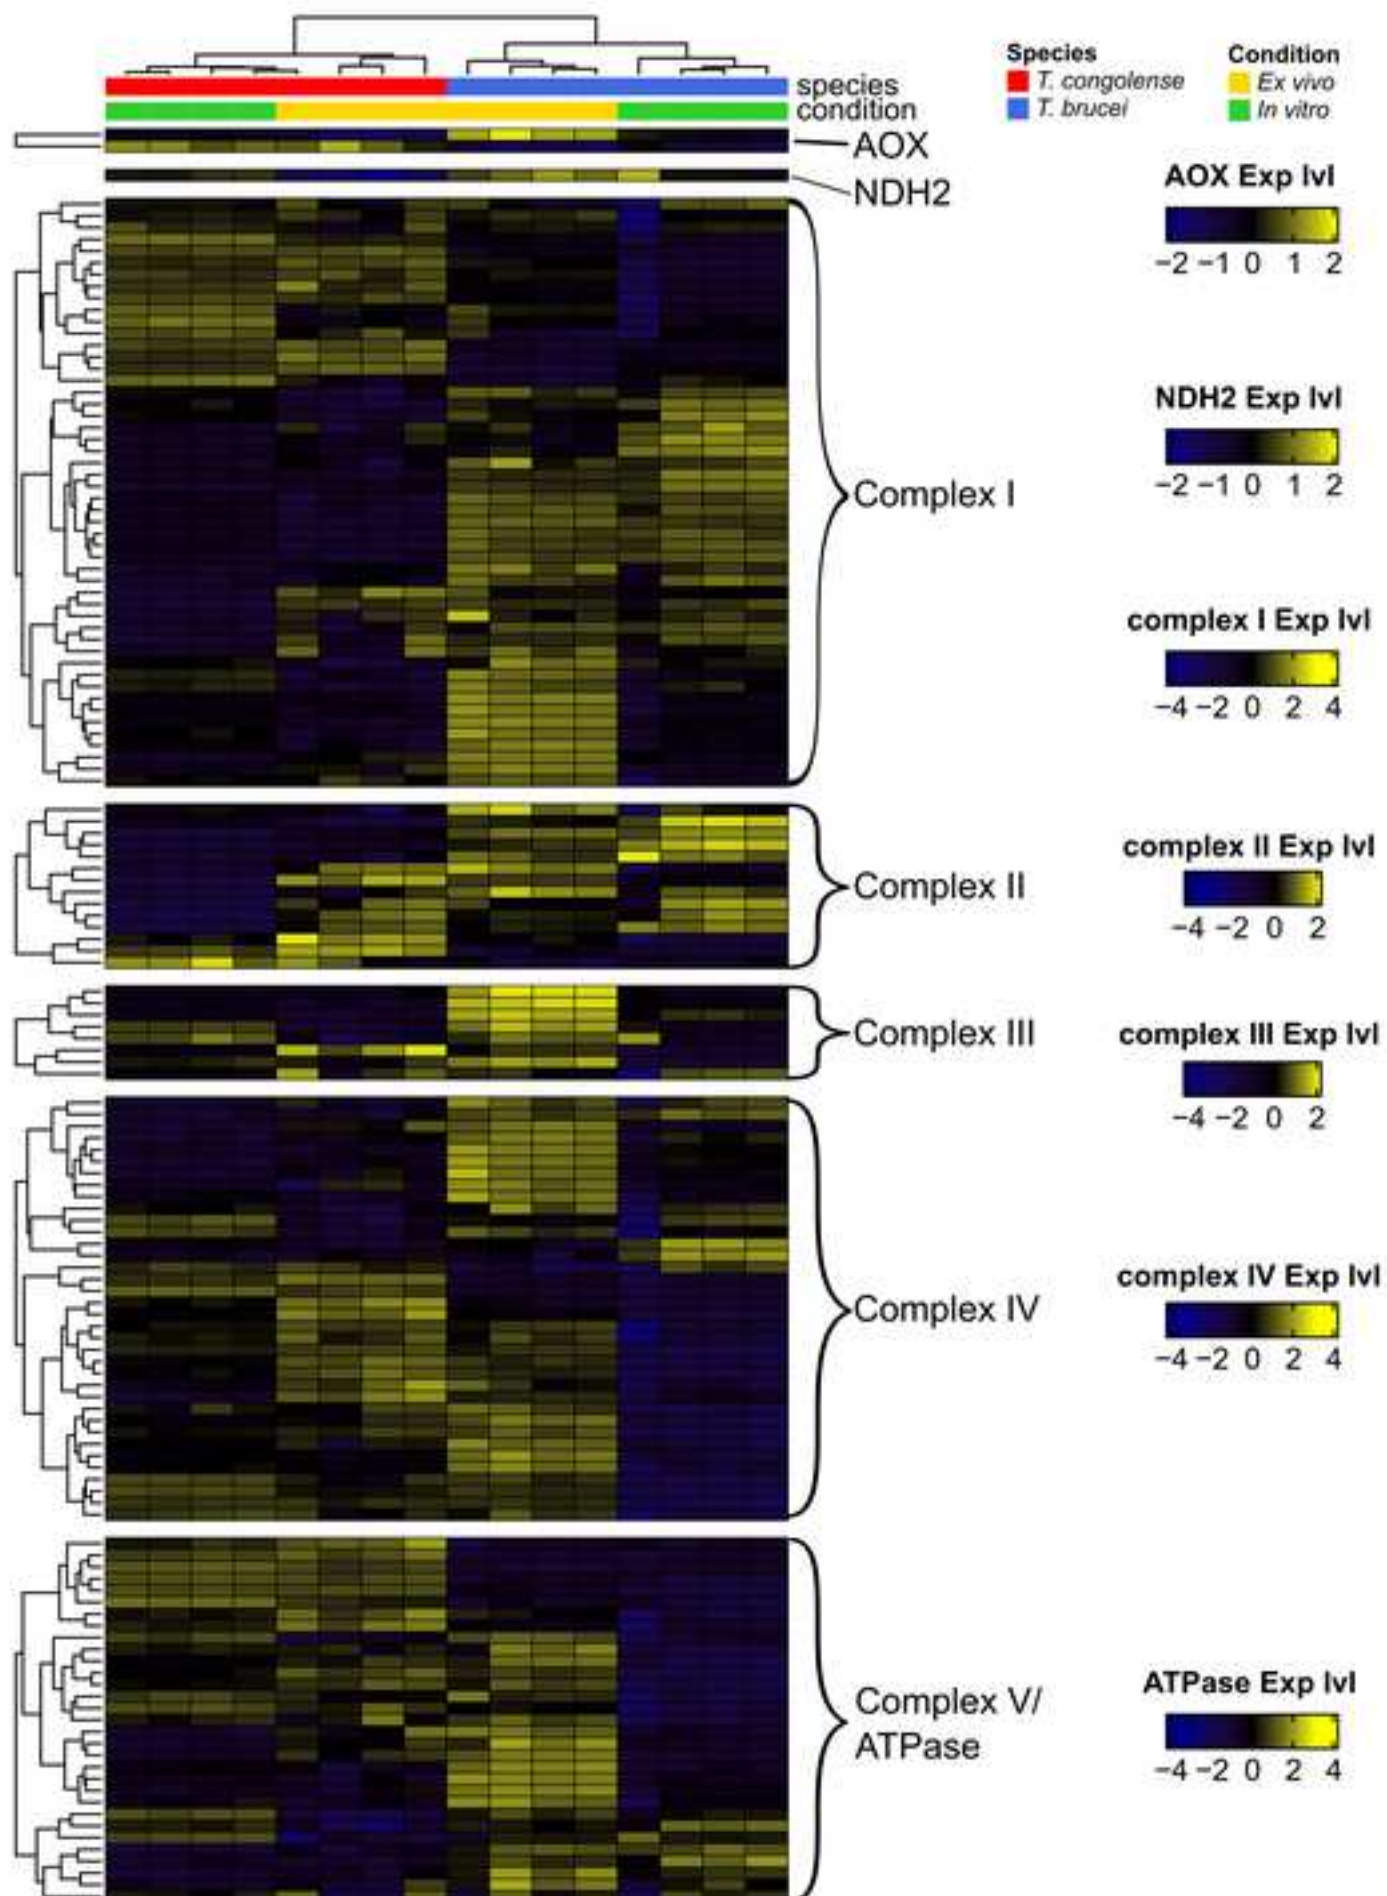 species
condition
Species
T. congolense
T. brucei
Condition
Ex vivo
In vitro
AOX
NDH2
AOX Exp lvl
−2 −1 0 1 2
NDH2 Exp lvl
−2 −1 0 1 2
Complex I
complex I Exp lvl
−4 −2 0 2 4
Complex II
complex II Exp lvl
−4 −2 0 2
Complex III
complex III Exp lvl
−4 −2 0 2
Complex IV
complex IV Exp lvl
−4 −2 0 2 4
Complex V/
ATPase
ATPase Exp lvl
−4 −2 0 2 4